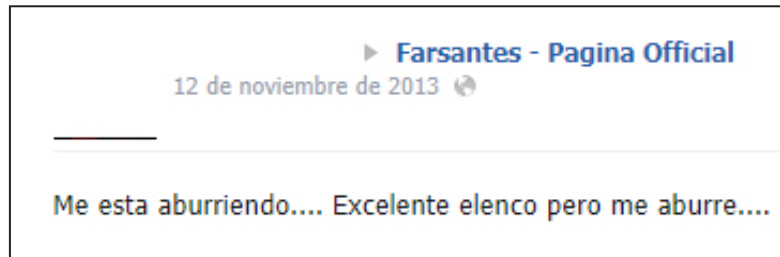 Farsantes - Pagina Official
12 de noviembre de 2013
Me esta aburriendo.... Excelente elenco pero me aburre....